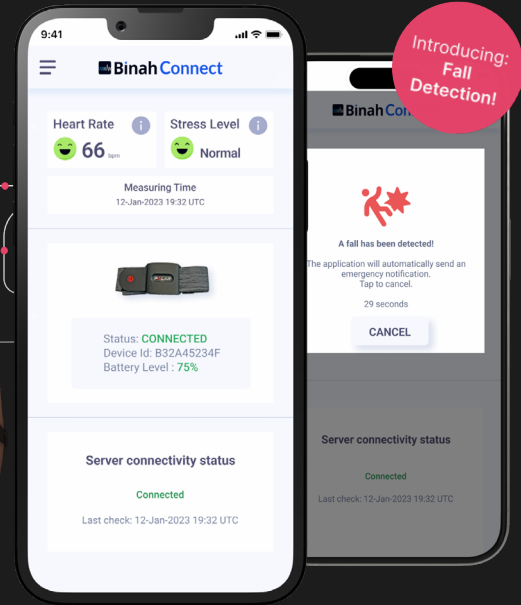 9:41
Binah Connect
Heart Rate
66 bpm
Stress Level
Normal
Measuring Time
12-Jan-2023 19:32 UTC
POLAR
Status: CONNECTED
Device Id: B32A45234F
Battery Level : 75%
Server connectivity status
Connected
Last check: 12-Jan-2023 19:32 UTC
Introducing:
Fall
Detection!
Binah Con
A fall has been detected!
The application will automatically send an
emergency notification.
Tap to cancel.
29 seconds
CANCEL
Server connectivity status
Connected
Last check: 12-Jan-2023 19:32 UTC